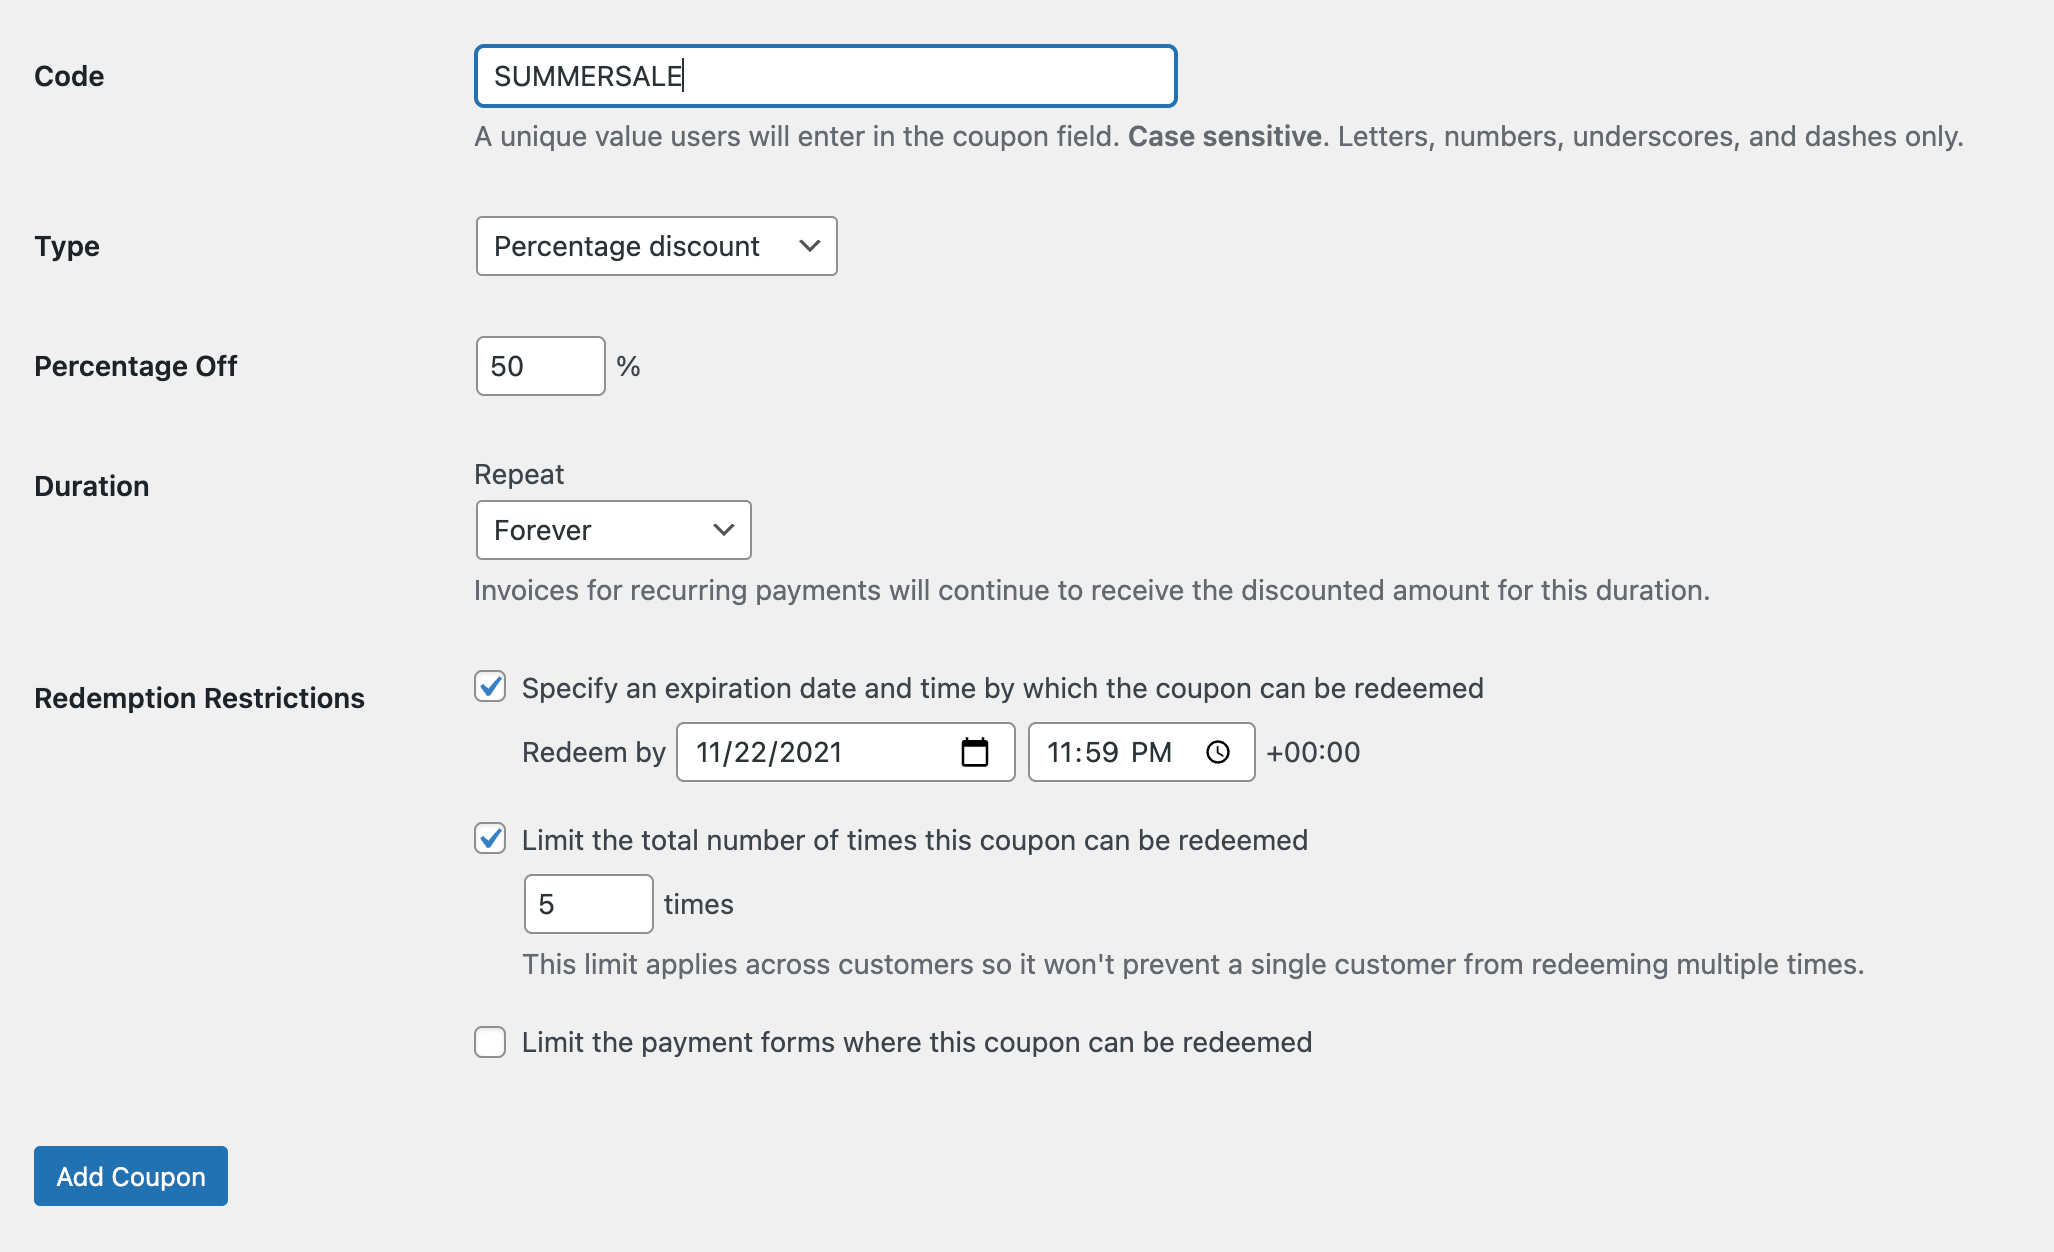 Code
SUMMERSALE
A unique value users will enter in the coupon field. Case sensitive. Letters, numbers, underscores, and dashes only.
Type
Percentage discount
Percentage Off
50 %
Duration
Repeat
Forever
Invoices for recurring payments will continue to receive the discounted amount for this duration.
Redemption Restrictions
Specify an expiration date and time by which the coupon can be redeemed
Redeem by 11/22/2021 11:59 PM +00:00
Limit the total number of times this coupon can be redeemed
5 times
This limit applies across customers so it won't prevent a single customer from redeeming multiple times.
Limit the payment forms where this coupon can be redeemed
Add Coupon